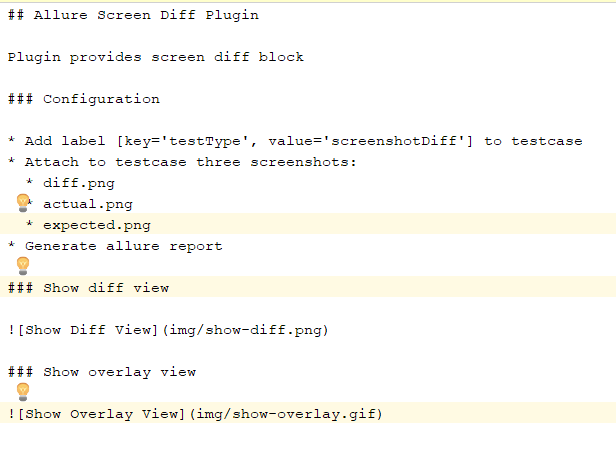 ## Allure Screen Diff Plugin
Plugin provides screen diff block
### Configuration
* Add label [key='testType', value='screenshotDiff'] to testcase
* Attach to testcase three screenshots:
* diff.png
* actual.png
* expected.png
* Generate allure report
### Show diff view
![Show Diff View](img/show-diff.png)
### Show overlay view
![Show Overlay View](img/show-overlay.gif)